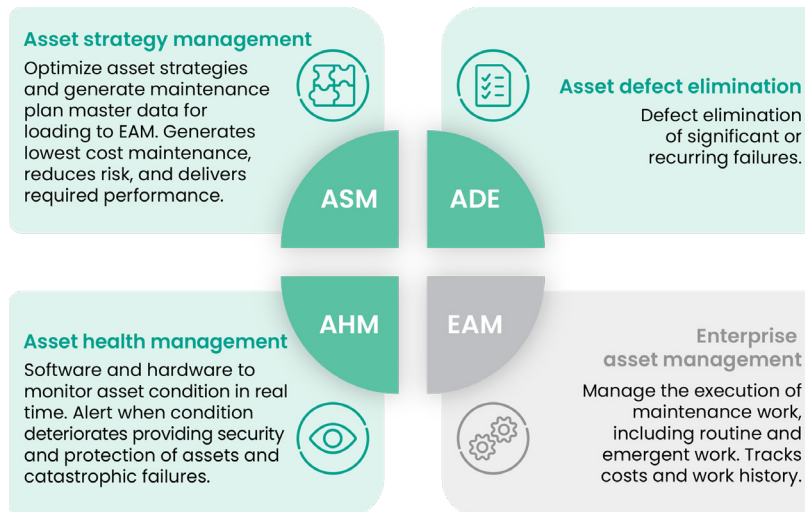 Asset strategy management
Optimize asset strategies
and generate maintenance
plan master data for
loading to EAM. Generates
lowest cost maintenance,
reduces risk, and delivers
required performance.
ASM
Asset defect elimination
Defect elimination
of significant or
recurring failures.
ADE
Asset health management
Software and hardware to
monitor asset condition in real
time. Alert when condition
deteriorates providing security
and protection of assets and
catastrophic failures.
AHM
Enterprise
asset management
Manage the execution of
maintenance work,
including routine and
emergent work. Tracks
costs and work history.
EAM